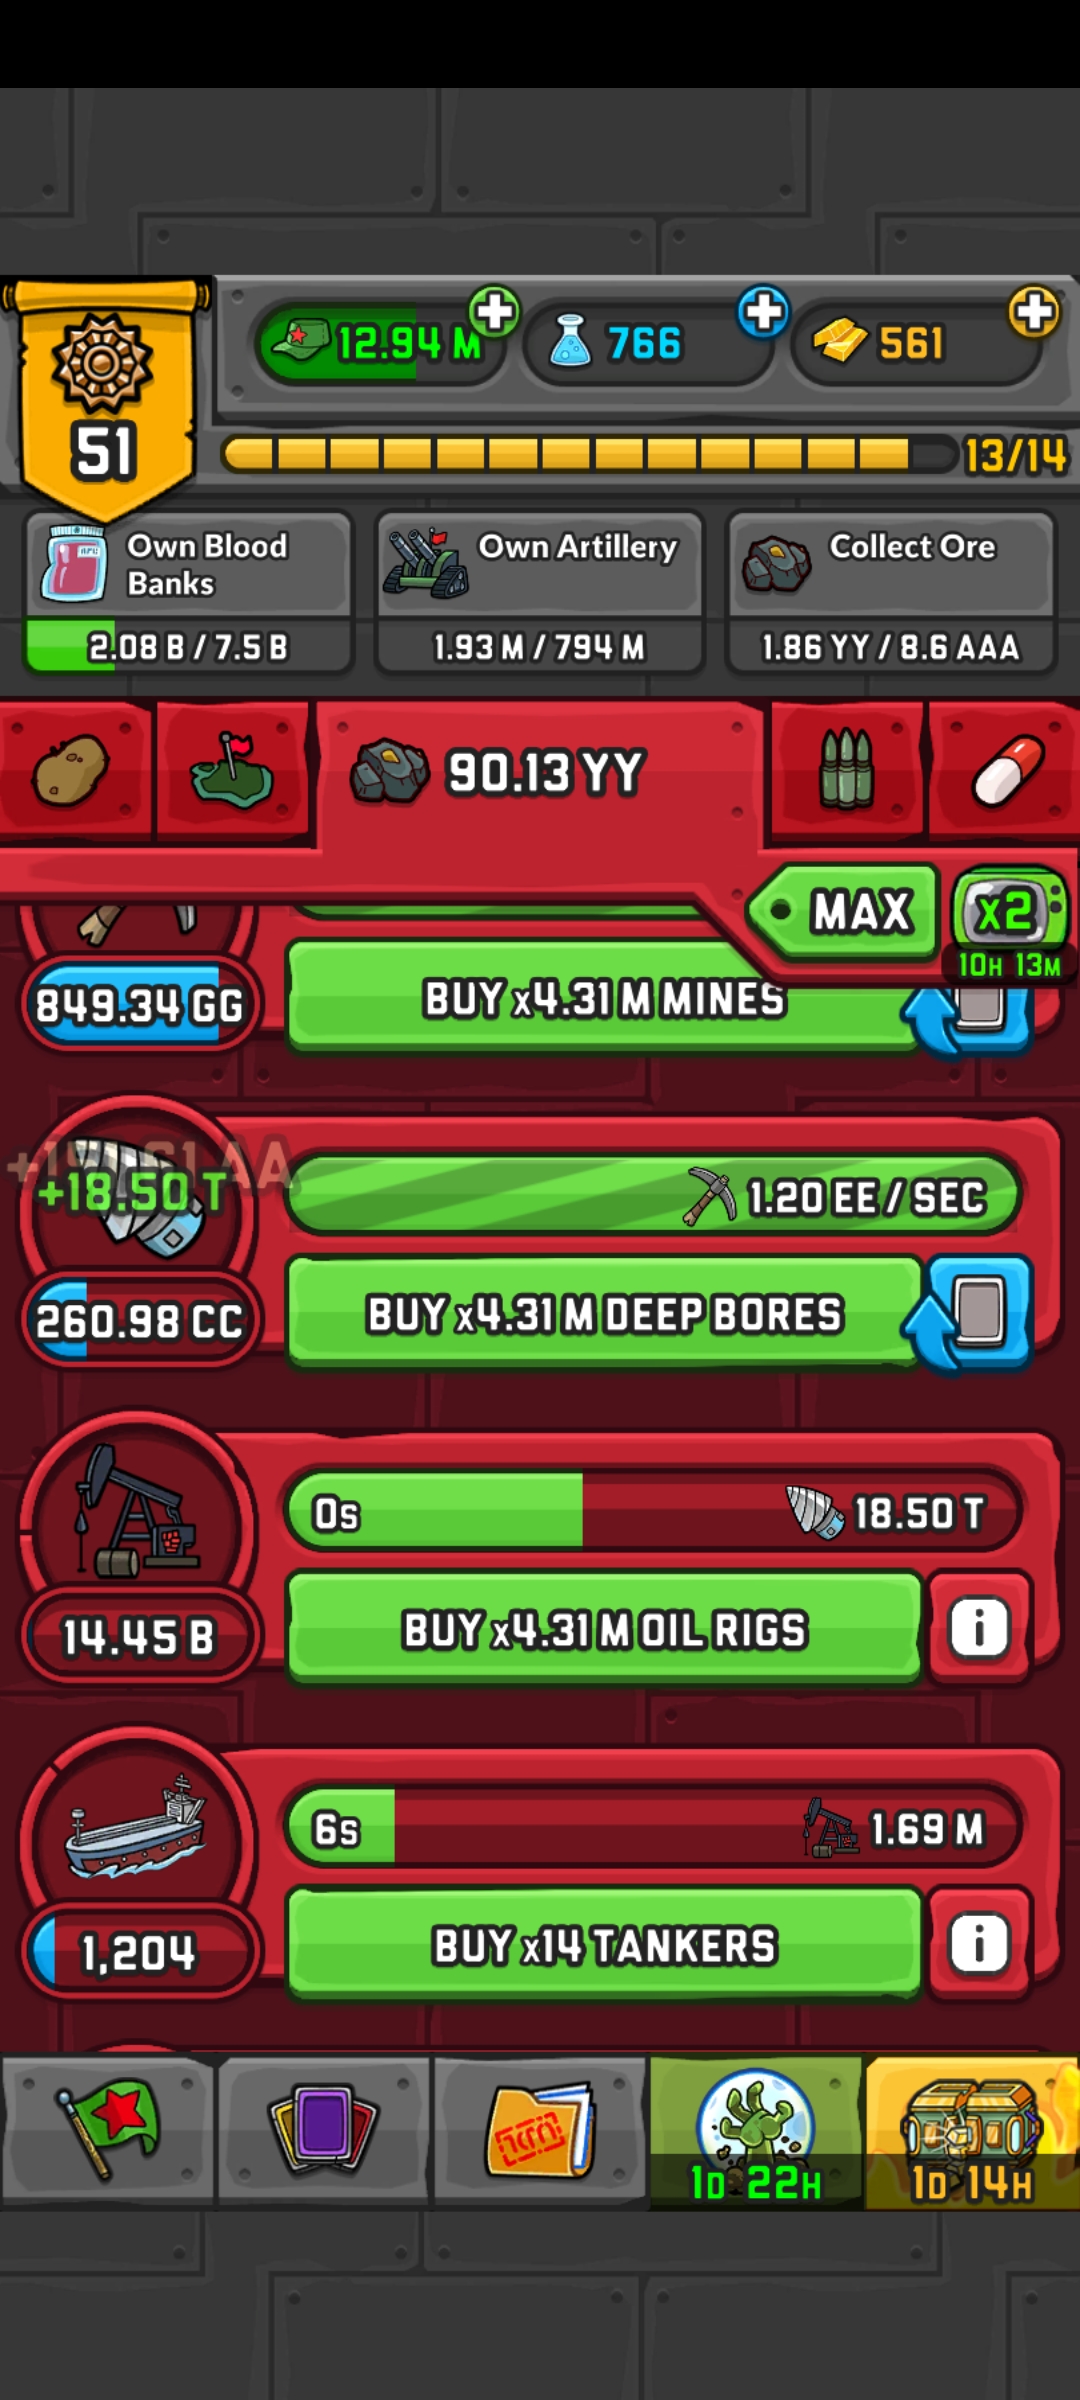 12.94 M
766
561
51
13/14
Own Blood Banks
2.08 B / 7.5 B
Own Artillery
1.93 M / 794 M
Collect Ore
1.86 YY / 8.6 AAA
90.13 YY
MAX
x2
10H 13M
849.34 GG
BUY x4.31 M MINES
+18.50 T
1.20 EE / SEC
260.98 CC
BUY x4.31 M DEEP BORES
0s
18.50 T
14.45 B
BUY x4.31 M OIL RIGS
i
6s
1.69 M
1,204
BUY x14 TANKERS
i
1D 22H
1D 14H